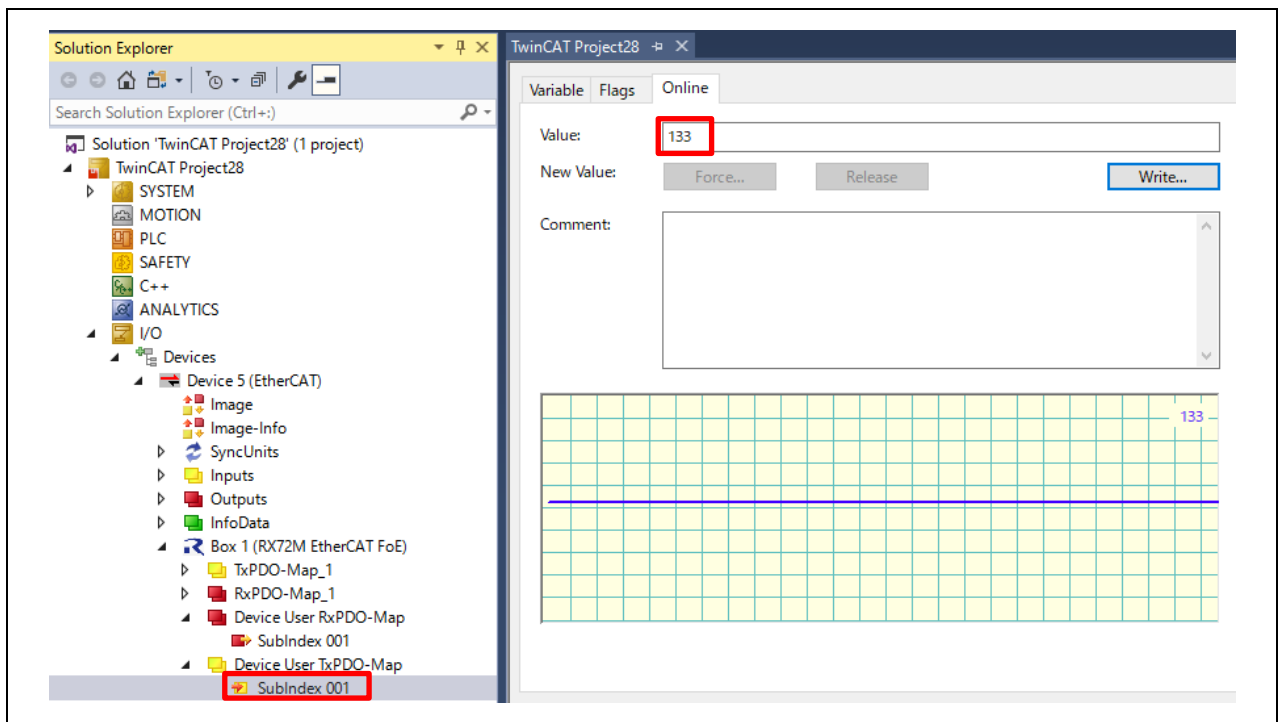 Solution Explorer
Search Solution Explorer (Ctrl+:)
Solution 'TwinCAT Project28' (1 project)
TwinCAT Project28
SYSTEM
MOTION
PLC
SAFETY
C++
ANALYTICS
I/O
Devices
Device 5 (EtherCAT)
Image
Image-Info
SyncUnits
Inputs
Outputs
InfoData
Box 1 (RX72M EtherCAT FoE)
TxPDO-Map_1
RxPDO-Map_1
Device User RxPDO-Map
SubIndex 001
Device User TxPDO-Map
SubIndex 001
TwinCAT Project28
Variable Flags Online
Value: 133
New Value: Force... Release Write...
Comment:
133